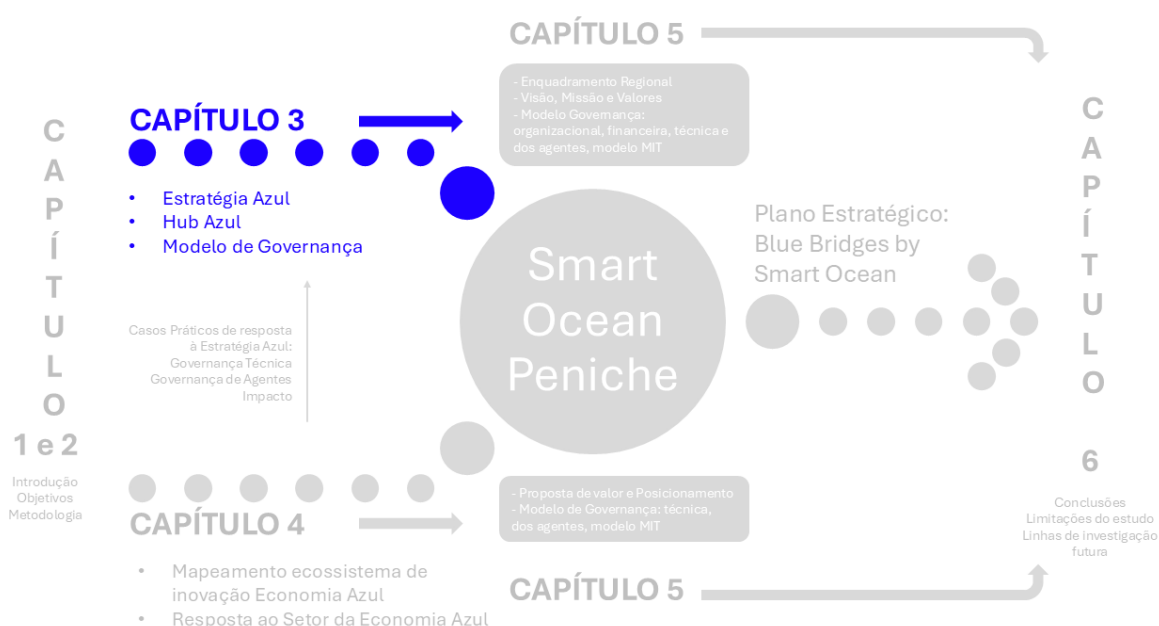 CAPÍTULO
1 e 2
Introdução
Objetivos
Metodologia
CAPÍTULO 3
• Estratégia Azul
• Hub Azul
• Modelo de Governança
Casos Práticos de resposta
à Estratégia Azul:
Governança Técnica
Governança de Agentes
Impacto
CAPÍTULO 4
• Mapeamento ecossistema de
inovação Economia Azul
• Resposta ao Setor da Economia Azul
CAPÍTULO 5
- Enquadramento Regional
- Visão, Missão e Valores
- Modelo Governança:
organizacional, financeira, técnica e
dos agentes, modelo MIT
Smart
Ocean
Peniche
- Proposta de valor e Posicionamento
- Modelo de Governança: técnica,
dos agentes, modelo MIT
CAPÍTULO 5
Plano Estratégico:
Blue Bridges by
Smart Ocean
CAPÍTULO
6
Conclusões
Limitações do estudo
Linhas de investigação
futura